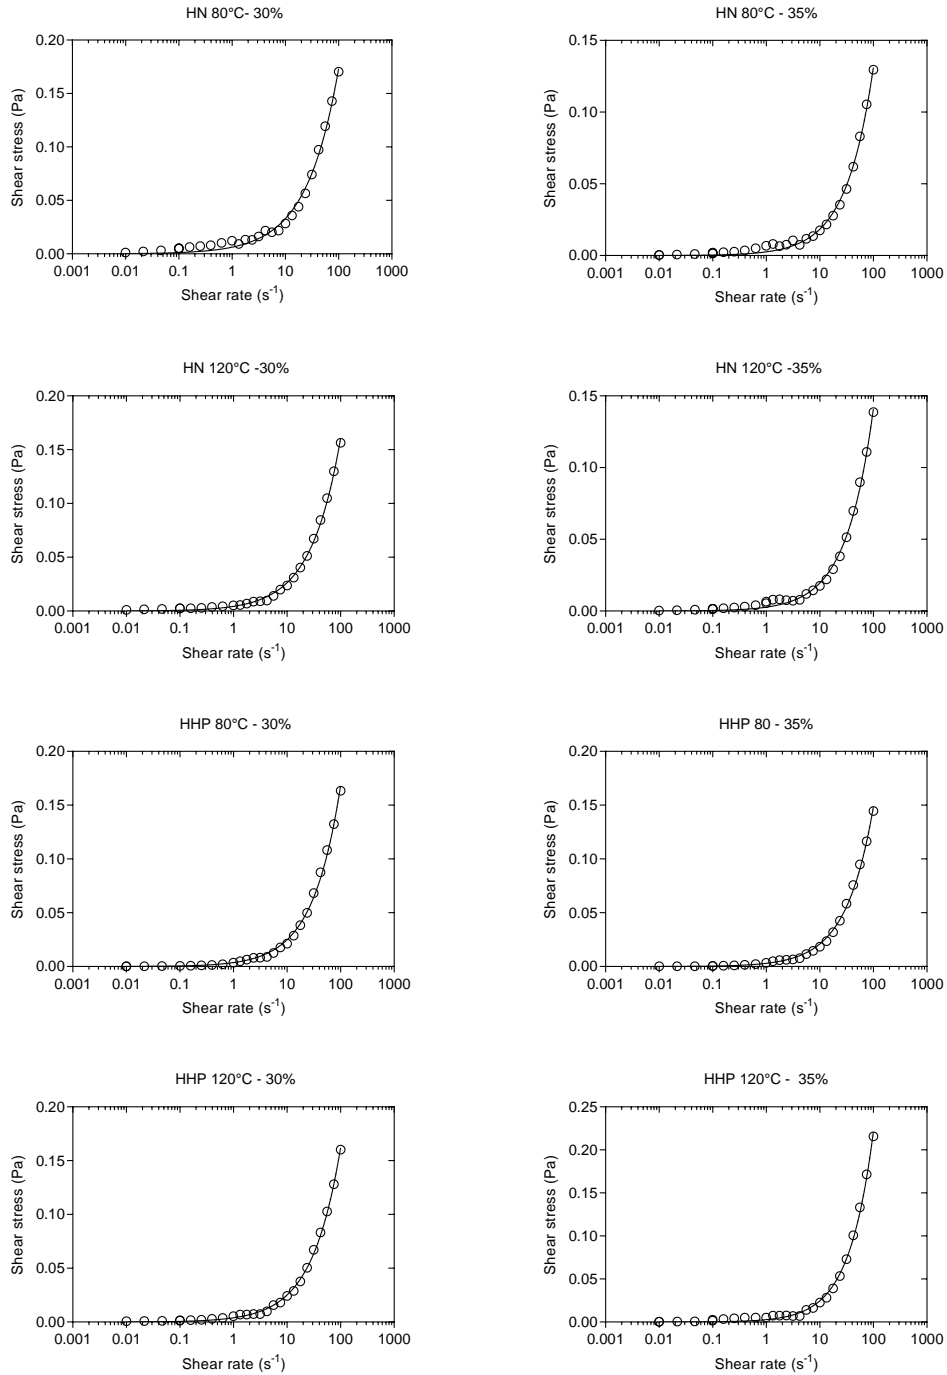 HN 80°C- 30%
0.20
0.15
0.10
0.05
0.00
Shear stress (Pa)
0.001 0.01 0.1 1 10 100 1000
Shear rate (s-1)
HN 80°C - 35%
0.15
0.10
0.05
0.00
Shear stress (Pa)
0.001 0.01 0.1 1 10 100 1000
Shear rate (s-1)
HN 120°C -30%
0.20
0.15
0.10
0.05
0.00
Shear stress (Pa)
0.001 0.01 0.1 1 10 100 1000
Shear rate (s-1)
HN 120°C -35%
0.15
0.10
0.05
0.00
Shear stress (Pa)
0.001 0.01 0.1 1 10 100 1000
Shear rate (s-1)
HHP 80°C - 30%
0.20
0.15
0.10
0.05
0.00
Shear stress (Pa)
0.001 0.01 0.1 1 10 100 1000
Shear rate (s-1)
HHP 80 - 35%
0.20
0.15
0.10
0.05
0.00
Shear stress (Pa)
0.001 0.01 0.1 1 10 100 1000
Shear rate (s-1)
HHP 120°C - 30%
0.20
0.15
0.10
0.05
0.00
Shear stress (Pa)
0.001 0.01 0.1 1 10 100 1000
Shear rate (s-1)
HHP 120°C -  35%
0.25
0.20
0.15
0.10
0.05
0.00
Shear stress (Pa)
0.001 0.01 0.1 1 10 100 1000
Shear rate (s-1)